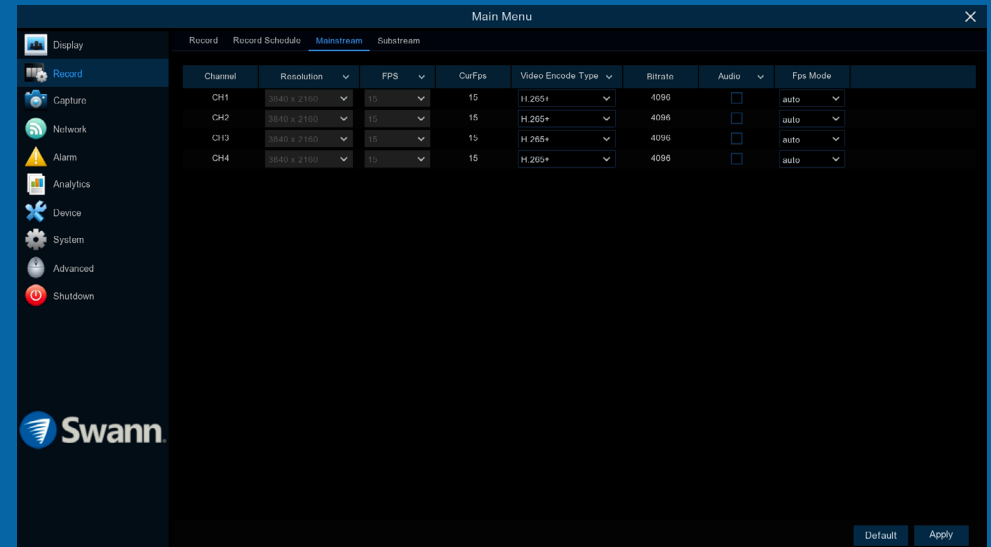 Main Menu
Display
Record
Capture
Network
Alarm
Analytics
Device
System
Advanced
Shutdown
Swann.
Record Record Schedule Mainstream Substream
Channel Resolution FPS CurFps Video Encode Type Bitrate Audio Fps Mode
CH1 3840 x 2160 15 15 H.265+ 4096 auto
CH2 3840 x 2160 15 15 H.265+ 4096 auto
CH3 3840 x 2160 15 15 H.265+ 4096 auto
CH4 3840 x 2160 15 15 H.265+ 4096 auto
Default Apply